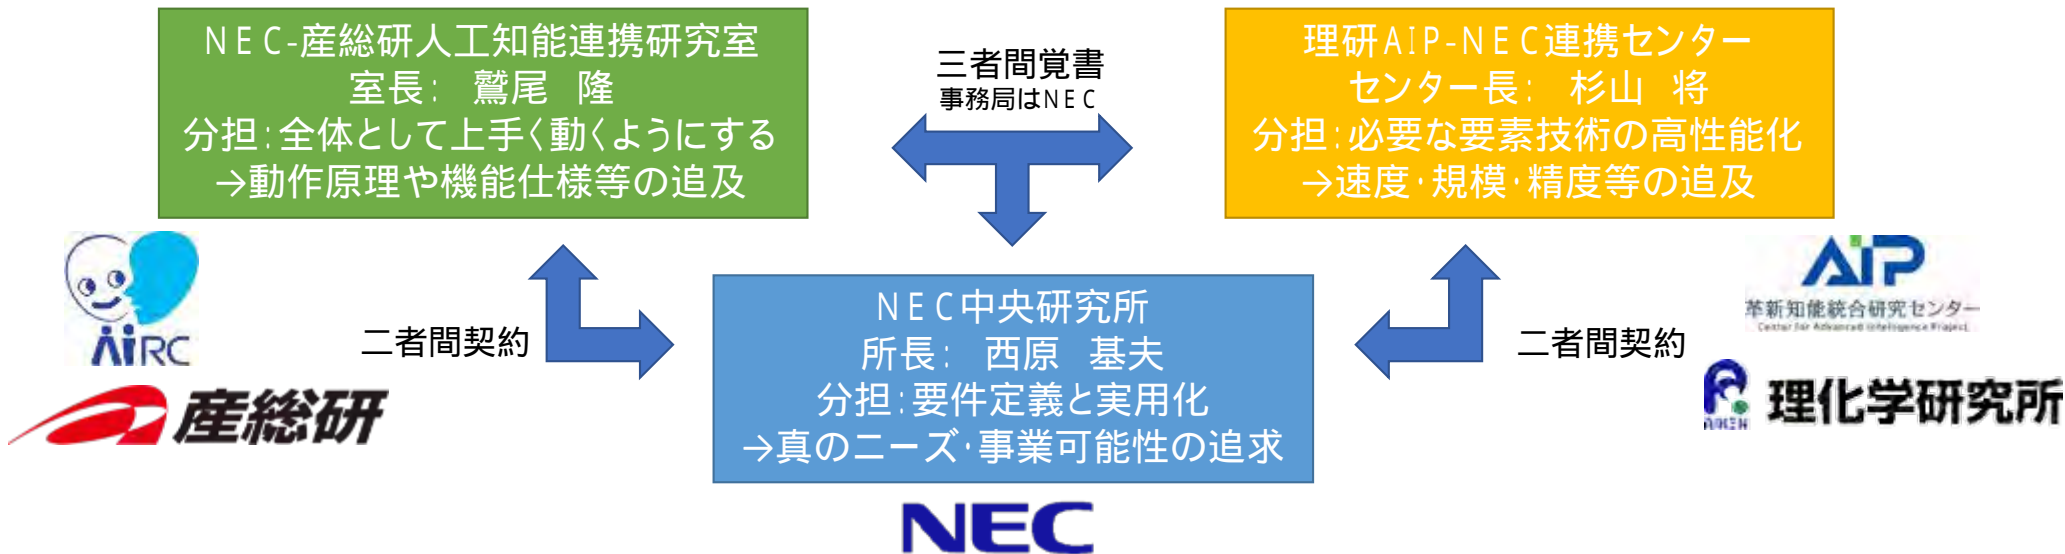 NEC-産総研人工知能連携研究室
室長: 鷲尾 隆
分担:全体として上手く動くようにする
→動作原理や機能仕様等の追及
三者間覚書
事務局はNEC
理研AIP-NEC連携センター
センター長: 杉山 将
分担:必要な要素技術の高性能化
→速度・規模・精度等の追及
AIRC
産総研
二者間契約
NEC中央研究所
所長: 西原 基夫
分担:要件定義と実用化
→真のニーズ・事業可能性の追求
二者間契約
AIP
革新知能統合研究センター
Center for Advanced Intelligence Project
RIKEN
理化学研究所
NEC